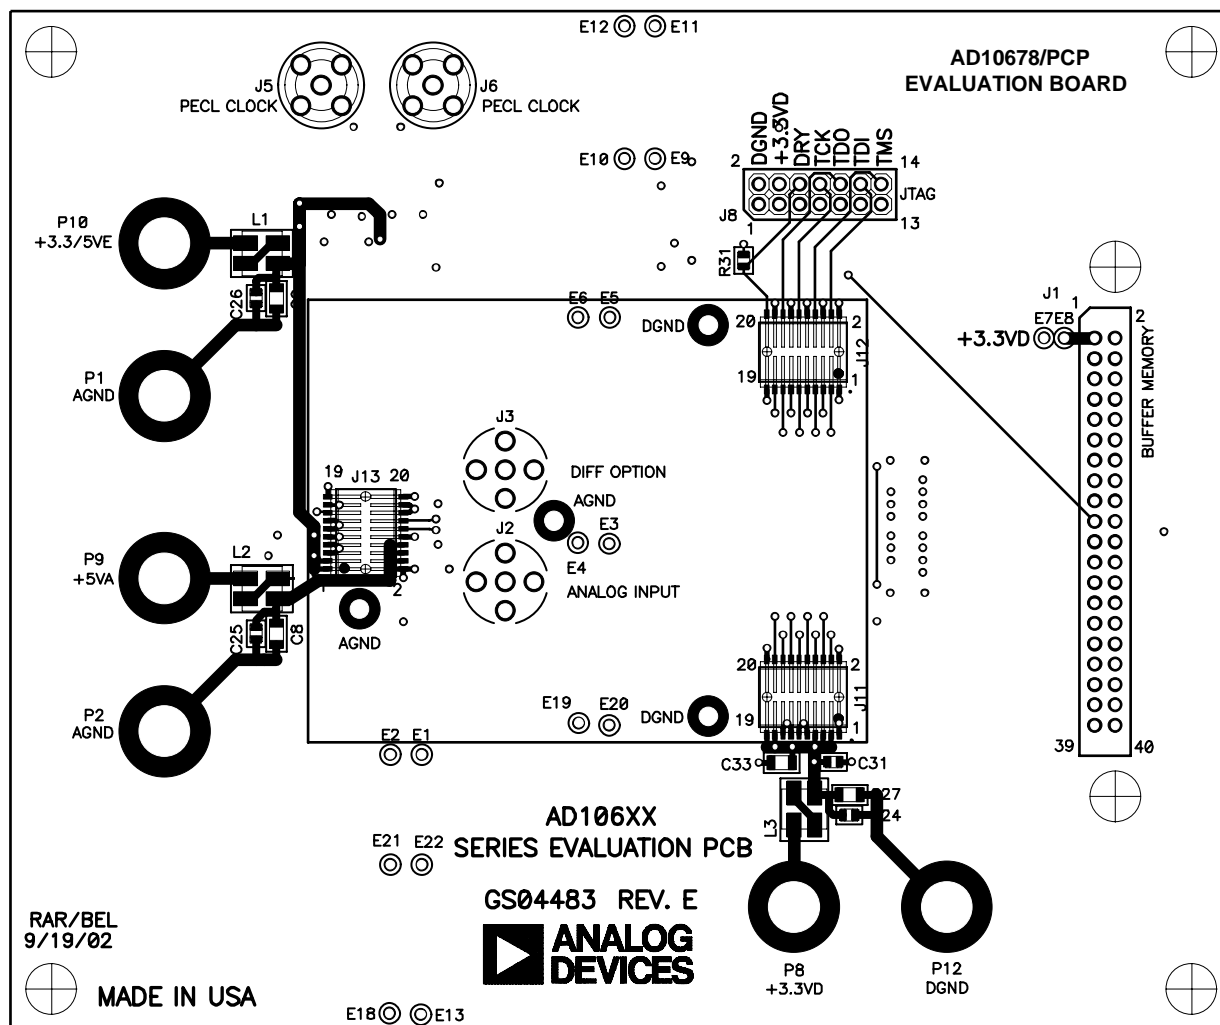 E12 E11
AD10678/PCP
EVALUATION BOARD
J5
PECL CLOCK
J6
PECL CLOCK
E10 E9
DGND
+3.3VD
DRY
TCK
TDO
TDI
TMS
2 14
JTAG
J8
1 13
R31
P10
+3.3/5VE
L1
C26
P1
AGND
E6 E5
DGND
20 2
J12
19 1
J1
1 2
E7E8
+3.3VD
BUFFER MEMORY
39 40
J3
DIFF OPTION
AGND
19 J13 20
1 2
J2
E3
E4
ANALOG INPUT
P9
+5VA
L2
C25
C8
AGND
P2
AGND
20 2
J11
19 1
E19 E20
DGND
E2 E1
C33 C31
L3
27
24
AD106XX
SERIES EVALUATION PCB
E21 E22
GS04483 REV. E
ANALOG
DEVICES
RAR/BEL
9/19/02
MADE IN USA
P8
+3.3VD
P12
DGND
E18 E13